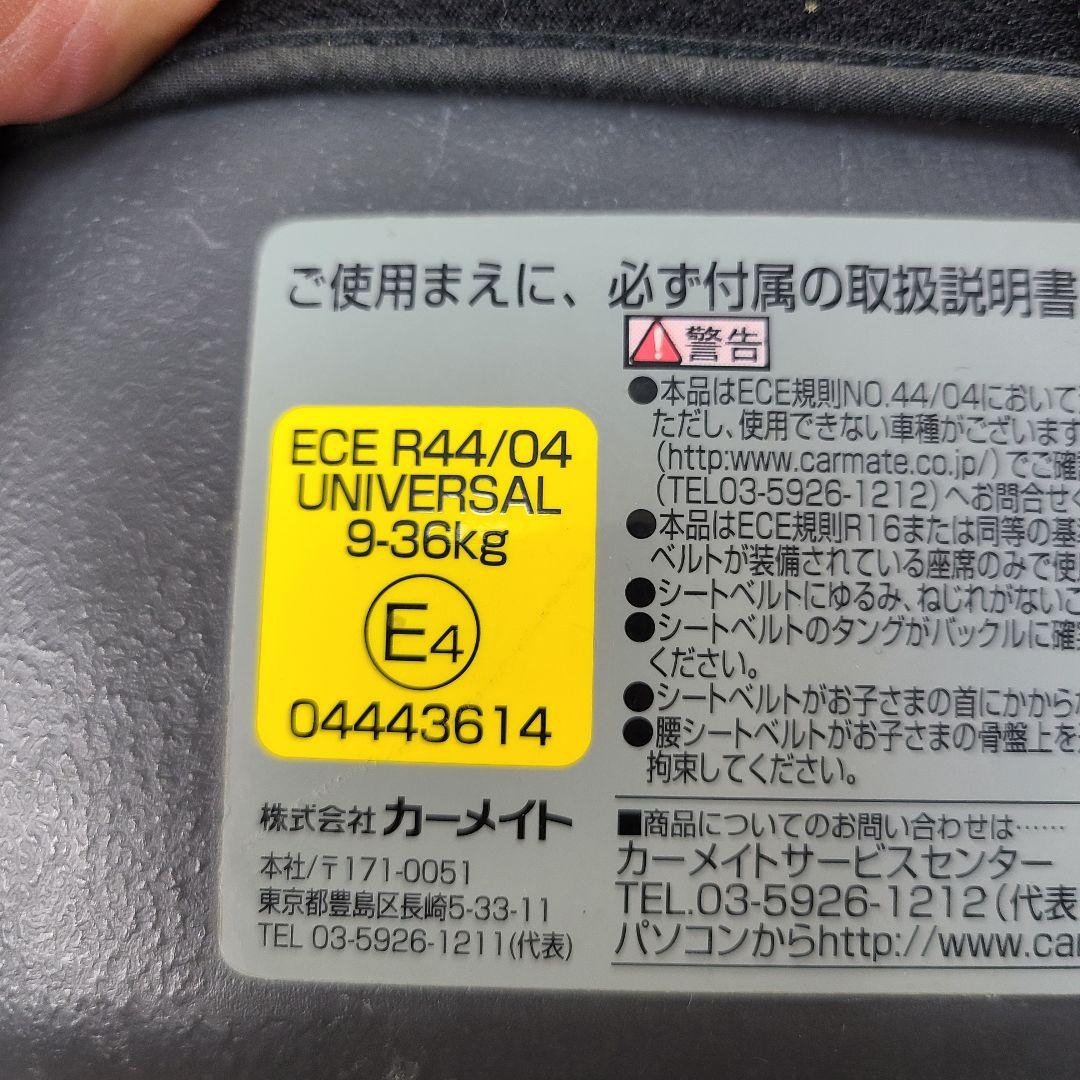 ご使用まえに、必ず付属の取扱説明書
警告
●本品はECE規則NO.44/04において
ただし、使用できない車種がございます
(http:www.carmate.co.jp/)でご確
(TEL03-5926-1212)へお問合せく
●本品はECE規則R16または同等の基
ベルトが装備されている座席のみで使
●シートベルトにゆるみ、ねじれがないこ
●シートベルトのタングがバックルに確
ください。
●シートベルトがお子さまの首にかから
●腰シートベルトがお子さまの骨盤上を
拘束してください。
ECE R44/04
UNIVERSAL
9-36kg
E4
04443614
株式会社 カーメイト
本社/〒171-0051
東京都豊島区長崎5-33-11
TEL 03-5926-1211(代表)
■商品についてのお問い合わせは……
カーメイトサービスセンター
TEL.03-5926-1212(代表
パソコンからhttp://www.car